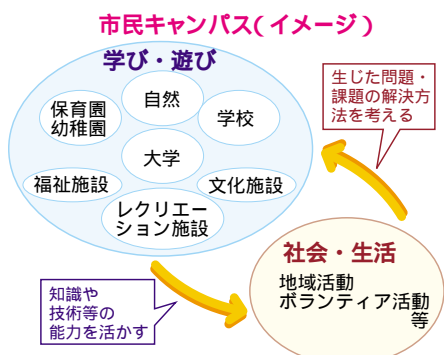 市民キャンパス(イメージ)
学び・遊び
自然
保育園
幼稚園
学校
大学
福祉施設
文化施設
レクリエー
ション施設
生じた問題・
課題の解決方
法を考える
社会・生活
地域活動
ボランティア活動
等
知識や
技術等の
能力を活かす